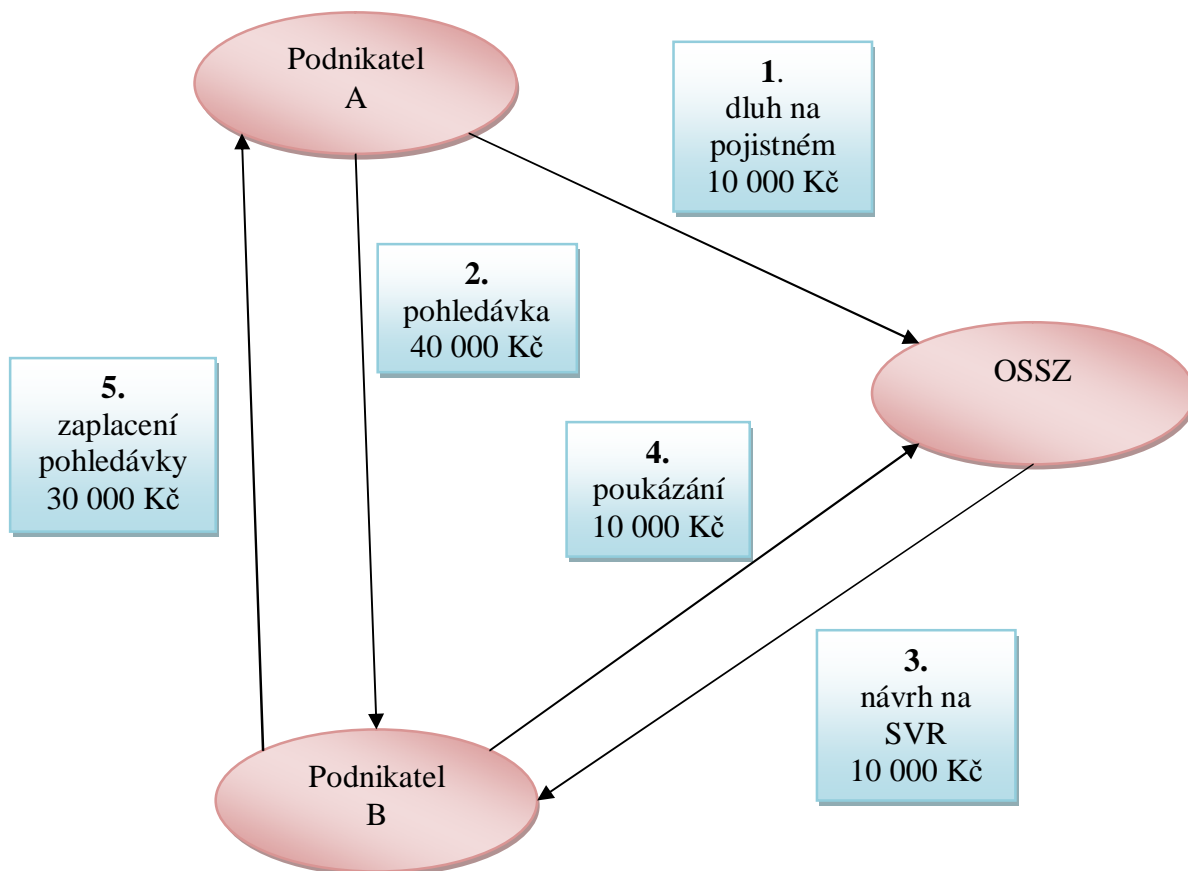 Podnikatel
A
1.
dluh na
pojistném
10 000 Kč
2.
pohledávka
40 000 Kč
OSSZ
5.
zaplacení
pohledávky
30 000 Kč
4.
poukázání
10 000 Kč
3.
návrh na
SVR
10 000 Kč
Podnikatel
B